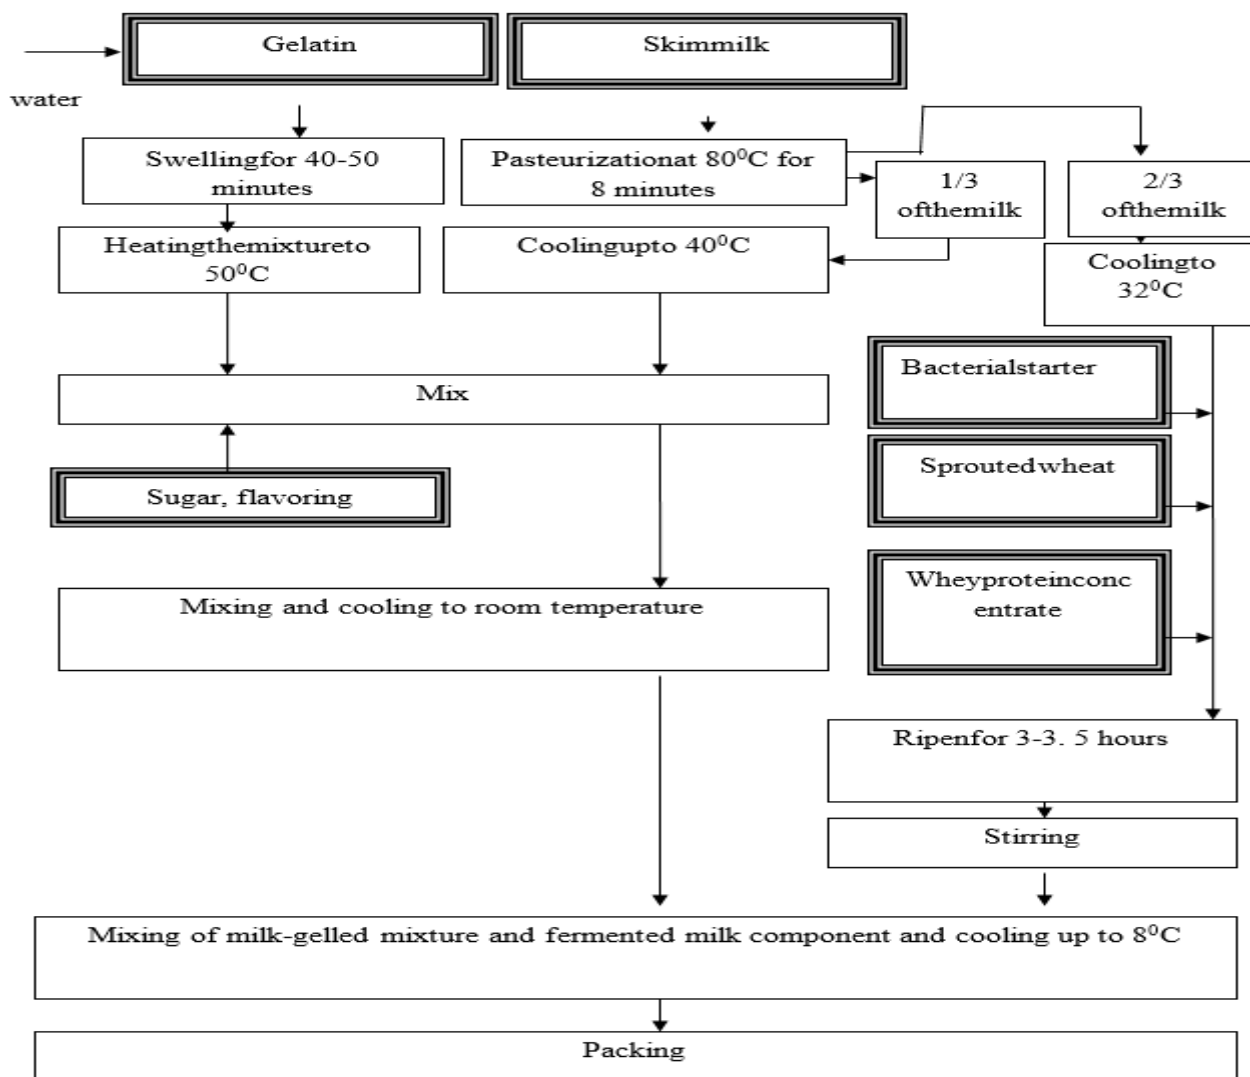 Gelatin
Skimmilk
water
Swellingfor 40-50
minutes
Pasteurizationat 80⁰C for
8 minutes
1/3
ofthemilk
2/3
ofthemilk
Heatingthemixtureto
50⁰C
Coolingupto 40⁰C
Coolingto
32⁰C
Bacterialstarter
Mix
Sproutedwheat
Sugar, flavoring
Wheyproteinconc
entrate
Mixing and cooling to room temperature
Ripenfor 3-3. 5 hours
Stirring
Mixing of milk-gelled mixture and fermented milk component and cooling up to 8⁰C
Packing